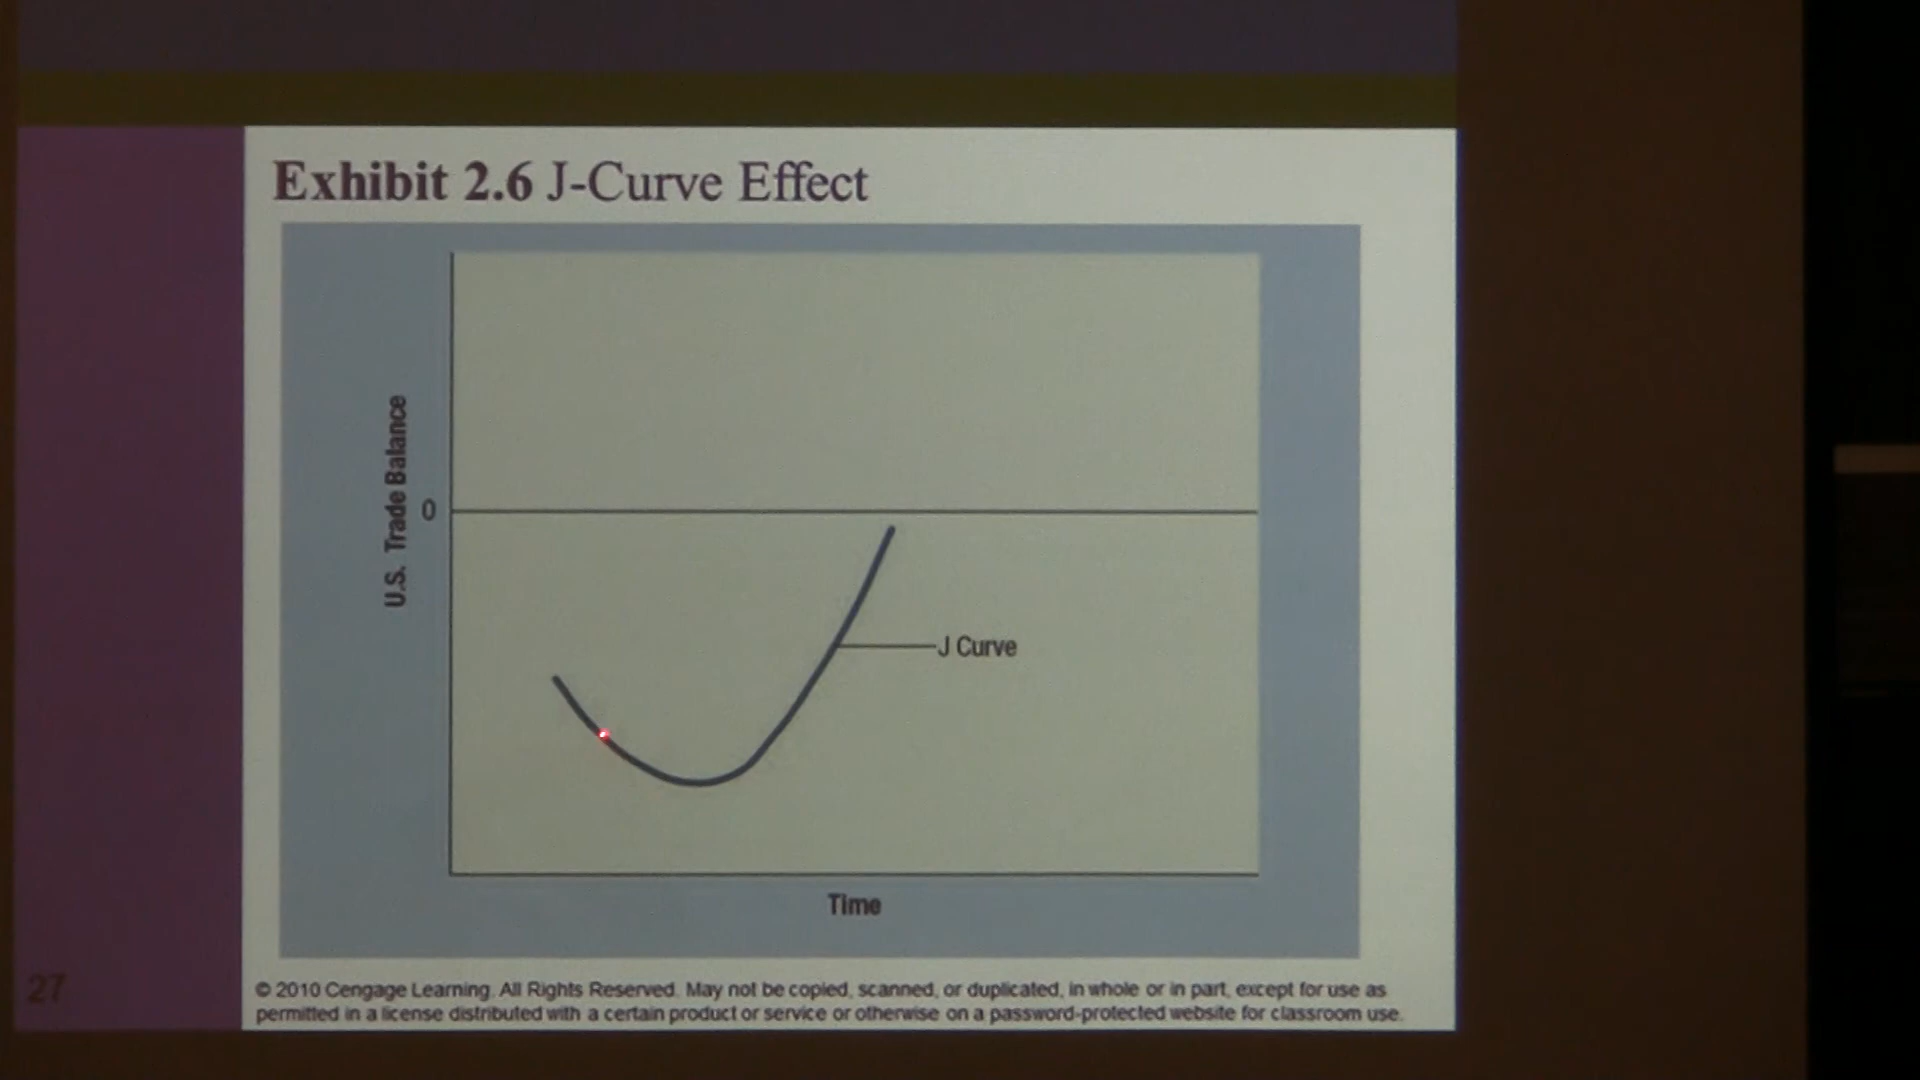 Exhibit 2.6 J-Curve Effect
U.S. Trade Balance
0
J Curve
Time
27
© 2010 Cengage Learning. All Rights Reserved. May not be copied, scanned, or duplicated, in whole or in part, except for use as
permitted in a license distributed with a certain product or service or otherwise on a password-protected website for classroom use.